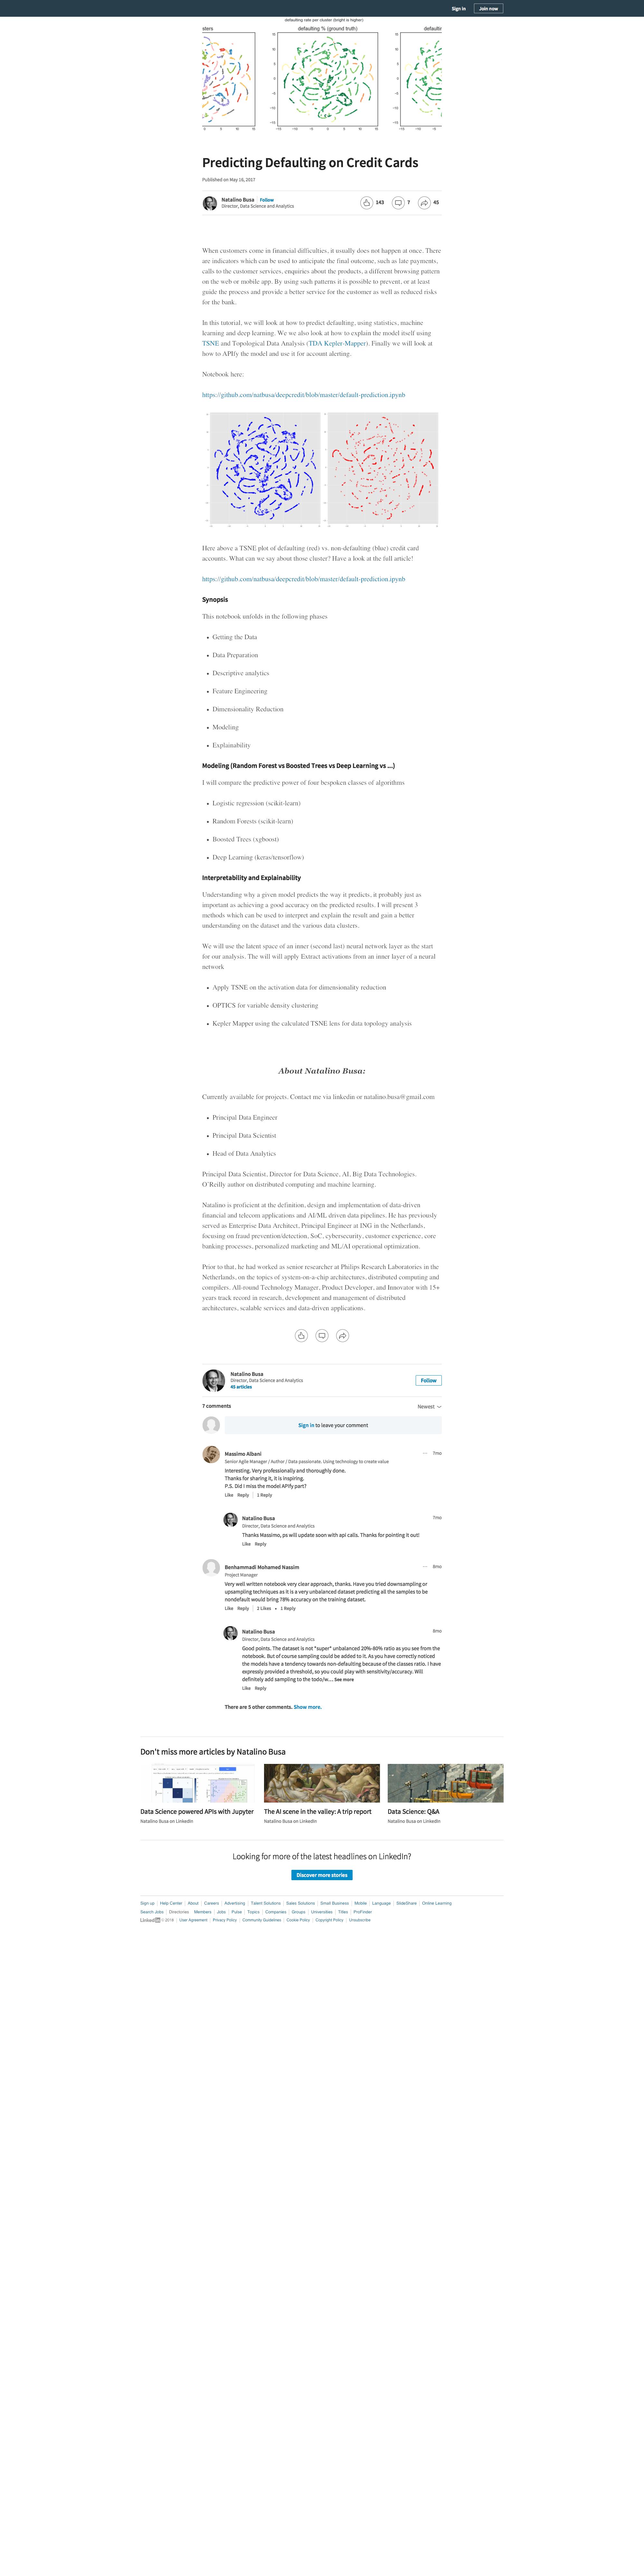 Sign in
Join now
defaulting rate per cluster (bright is higher)
sters
defaulting % (ground truth)
Predicting Defaulting on Credit Cards
Published on May 16, 2017
Natalino Busa Follow
Director, Data Science and Analytics
143
7
45
When customers come in financial difficulties, it usually does not happen at once. There
are indicators which can be used to anticipate the final outcome, such as late payments,
calls to the customer services, enquiries about the products, a different browsing pattern
on the web or mobile app. By using such patterns it is possible to prevent, or at least
guide the process and provide a better service for the customer as well as reduced risks
for the bank.
In this tutorial, we will look at how to predict defaulting, using statistics, machine
learning and deep learning. We we also look at how to explain the model itself using
TSNE and Topological Data Analysis (TDA Kepler-Mapper). Finally we will look at
how to APIfy the model and use it for account alerting.
Notebook here:
https://github.com/natbusa/deepcredit/blob/master/default-prediction.ipynb
Here above a TSNE plot of defaulting (red) vs. non-defaulting (blue) credit card
accounts. What can we say about those cluster? Have a look at the full article!
https://github.com/natbusa/deepcredit/blob/master/default-prediction.ipynb
Synopsis
This notebook unfolds in the following phases
• Getting the Data
• Data Preparation
• Descriptive analytics
• Feature Engineering
• Dimensionality Reduction
• Modeling
• Explainability
Modeling (Random Forest vs Boosted Trees vs Deep Learning vs ...)
I will compare the predictive power of four bespoken classes of algorithms
• Logistic regression (scikit-learn)
• Random Forests (scikit-learn)
• Boosted Trees (xgboost)
• Deep Learning (keras/tensorflow)
Interpretability and Explainability
Understanding why a given model predicts the way it predicts, it probably just as
important as achieving a good accuracy on the predicted results. I will present 3
methods which can be used to interpret and explain the result and gain a better
understanding on the dataset and the various data clusters.
We will use the latent space of an inner (second last) neural network layer as the start
for our analysis. The will will apply Extract activations from an inner layer of a neural
network
• Apply TSNE on the activation data for dimensionality reduction
• OPTICS for variable density clustering
• Kepler Mapper using the calculated TSNE lens for data topology analysis
About Natalino Busa:
Currently available for projects. Contact me via linkedin or natalino.busa@gmail.com
• Principal Data Engineer
• Principal Data Scientist
• Head of Data Analytics
Principal Data Scientist, Director for Data Science, AI, Big Data Technologies.
O'Reilly author on distributed computing and machine learning.
Natalino is proficient at the definition, design and implementation of data-driven
financial and telecom applications and AI/ML driven data pipelines. He has previously
served as Enterprise Data Architect, Principal Engineer at ING in the Netherlands,
focusing on fraud prevention/detection, SoC, cybersecurity, customer experience, core
banking processes, personalized marketing and ML/AI operational optimization.
Prior to that, he had worked as senior researcher at Philips Research Laboratories in the
Netherlands, on the topics of system-on-a-chip architectures, distributed computing and
compilers. All-round Technology Manager, Product Developer, and Innovator with 15+
years track record in research, development and management of distributed
architectures, scalable services and data-driven applications.
Natalino Busa
Director, Data Science and Analytics
45 articles
Follow
7 comments
Newest
Sign in to leave your comment
Massimo Albani
7mo
Senior Agile Manager / Author / Data passionate. Using technology to create value
Interesting. Very professionally and thoroughly done.
Thanks for sharing it, it is inspiring.
P.S. Did I miss the model APIfy part?
Like Reply | 1 Reply
Natalino Busa
7mo
Director, Data Science and Analytics
Thanks Massimo, ps will update soon with api calls. Thanks for pointing it out!
Like Reply
Benhammadi Mohamed Nassim
8mo
Project Manager
Very well written notebook very clear approach, thanks. Have you tried downsampling or
upsampling techniques as it is a very unbalanced dataset predicting all the samples to be
nondefault would bring 78% accuracy on the training dataset.
Like Reply | 2 Likes • 1 Reply
Natalino Busa
8mo
Director, Data Science and Analytics
Good points. The dataset is not "super" unbalanced 20%-80% ratio as you see from the
notebook. But of course sampling could be added to it. As you have correctly noticed
the models have a tendency towards non-defaulting because of the classes ratio. I have
expressly provided a threshold, so you could play with sensitivity/accuracy. Will
definitely add sampling to the todo/w... See more
Like Reply
There are 5 other comments. Show more.
Don't miss more articles by Natalino Busa
Data Science powered APIs with Jupyter
Natalino Busa on LinkedIn
The AI scene in the valley: A trip report
Natalino Busa on LinkedIn
Data Science: Q&A
Natalino Busa on LinkedIn
Looking for more of the latest headlines on LinkedIn?
Discover more stories
Sign up | Help Center | About | Careers | Advertising | Talent Solutions | Sales Solutions | Small Business | Mobile | Language | SlideShare | Online Learning
Search Jobs | Directories Members | Jobs | Pulse | Topics | Companies | Groups | Universities | Titles | ProFinder
LinkedIn © 2018 | User Agreement | Privacy Policy | Community Guidelines | Cookie Policy | Copyright Policy | Unsubscribe